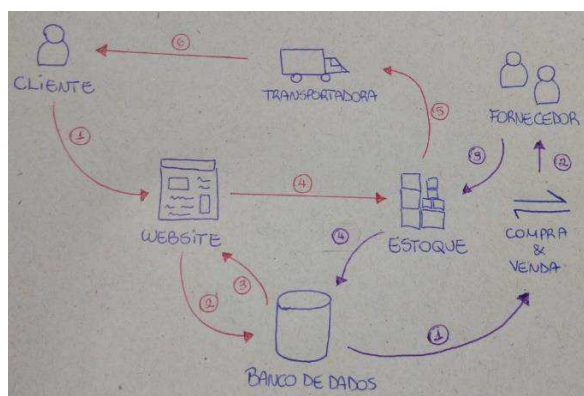 ⑥
CLIENTE
TRANSPORTADORA
FORNECEDOR
①
⑤
③
②
④
WEBSITE
ESTOQUE
COMPRA
&
VENDA
④
③
②
①
BANCO DE DADOS